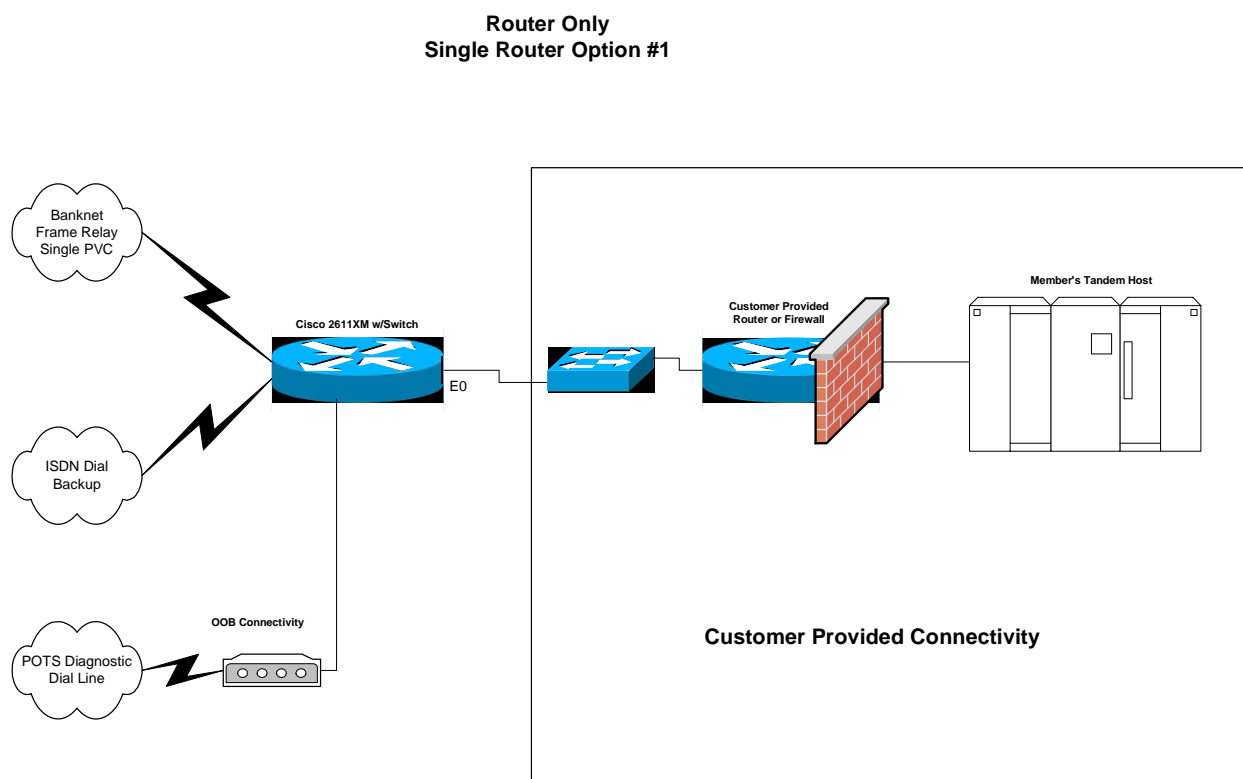 Router Only
Single Router Option #1
Banknet
Frame Relay
Single PVC
Member's Tandem Host
Customer Provided
Router or Firewall
Cisco 2611XM w/Switch
E0
ISDN Dial
Backup
OOB Connectivity
POTS Diagnostic
Dial Line
Customer Provided Connectivity